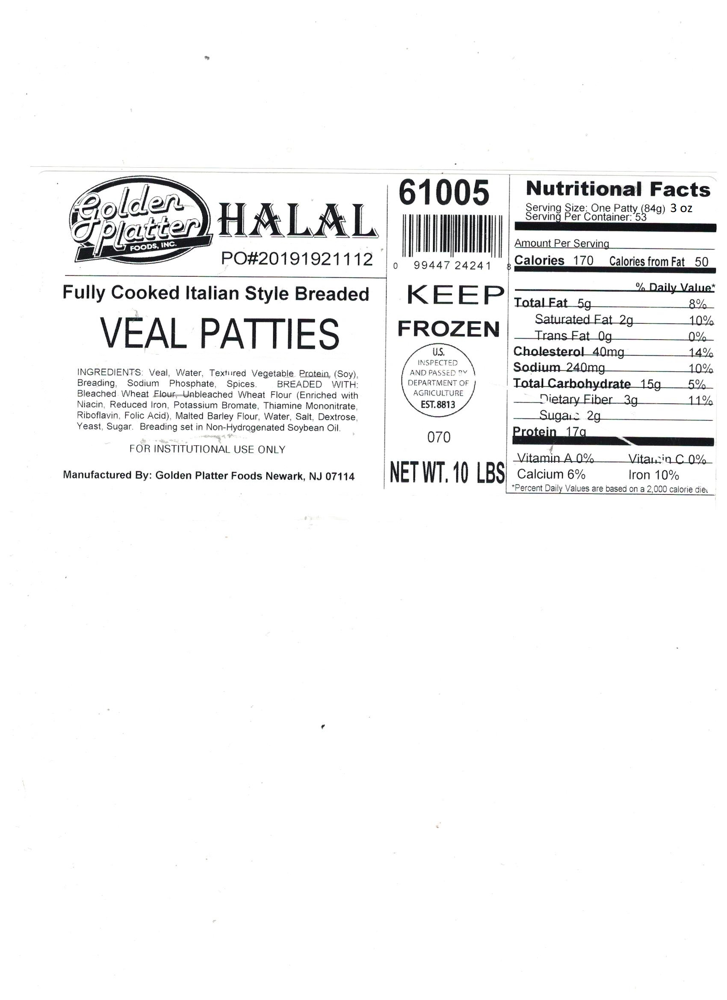 Golden
Platter
FOODS, INC.
HALAL
PO#20191921112
Fully Cooked Italian Style Breaded
VEAL PATTIES
INGREDIENTS: Veal, Water, Textured Vegetable Protein, (Soy),
Breading, Sodium Phosphate, Spices. BREADED WITH:
Bleached Wheat Flour, Unbleached Wheat Flour (Enriched with
Niacin, Reduced Iron, Potassium Bromate, Thiamine Mononitrate,
Riboflavin, Folic Acid), Malted Barley Flour, Water, Salt, Dextrose,
Yeast, Sugar. Breading set in Non-Hydrogenated Soybean Oil.
FOR INSTITUTIONAL USE ONLY
Manufactured By: Golden Platter Foods Newark, NJ 07114
61005
0 99447 24241 8
KEEP
FROZEN
U.S.
INSPECTED
AND PASSED BY
DEPARTMENT OF
AGRICULTURE
EST.8813
070
NET WT. 10 LBS
Nutritional Facts
Serving Size: One Patty (84g) 3 oz
Serving Per Container: 53
Amount Per Serving
Calories 170 Calories from Fat 50
% Daily Value*
Total Fat 5g 8%
Saturated Fat 2g 10%
Trans Fat 0g 0%
Cholesterol 40mg 14%
Sodium 240mg 10%
Total Carbohydrate 15g 5%
Dietary Fiber 3g 11%
Sugars 2g
Protein 17g
Vitamin A 0% Vitamin C 0%
Calcium 6% Iron 10%
*Percent Daily Values are based on a 2,000 calorie diet